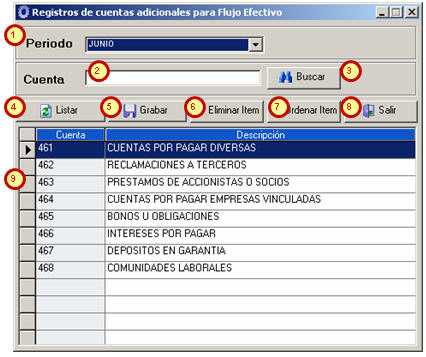 Registros de cuentas adicionales para Flujo Efectivo
1 Periodo JUNIO
2
Cuenta Buscar 3
4 Listar 5 Grabar 6 Eliminar Item 7 Ordenar Item 8 Salir
Cuenta Descripción
461 CUENTAS POR PAGAR DIVERSAS
462 RECLAMACIONES A TERCEROS
9 463 PRESTAMOS DE ACCIONISTAS O SOCIOS
464 CUENTAS POR PAGAR EMPRESAS VINCULADAS
465 BONOS U OBLIGACIONES
466 INTERESES POR PAGAR
467 DEPOSITOS EN GARANTIA
468 COMUNIDADES LABORALES